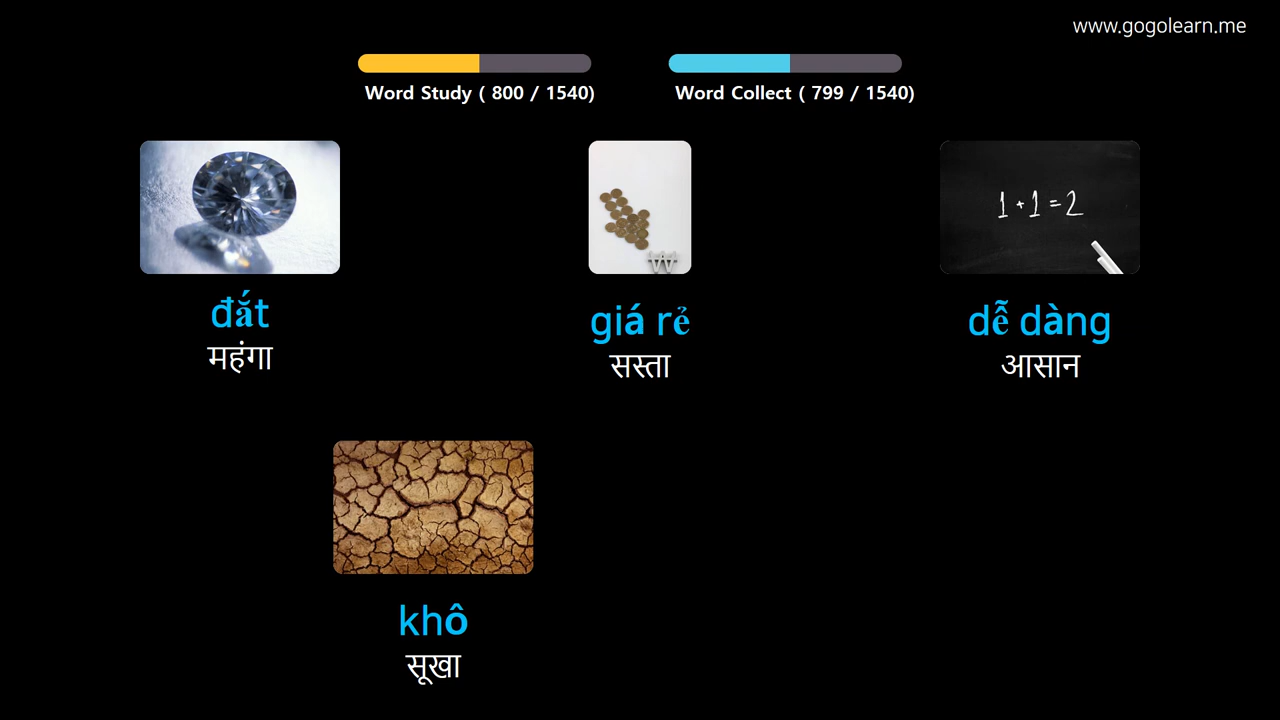 www.gogolearn.me
Word Study ( 800 / 1540)
Word Collect ( 799 / 1540)
1+1=2
₩
đắt
महंगा
giá rẻ
सस्ता
dễ dàng
आसान
khô
सूखा